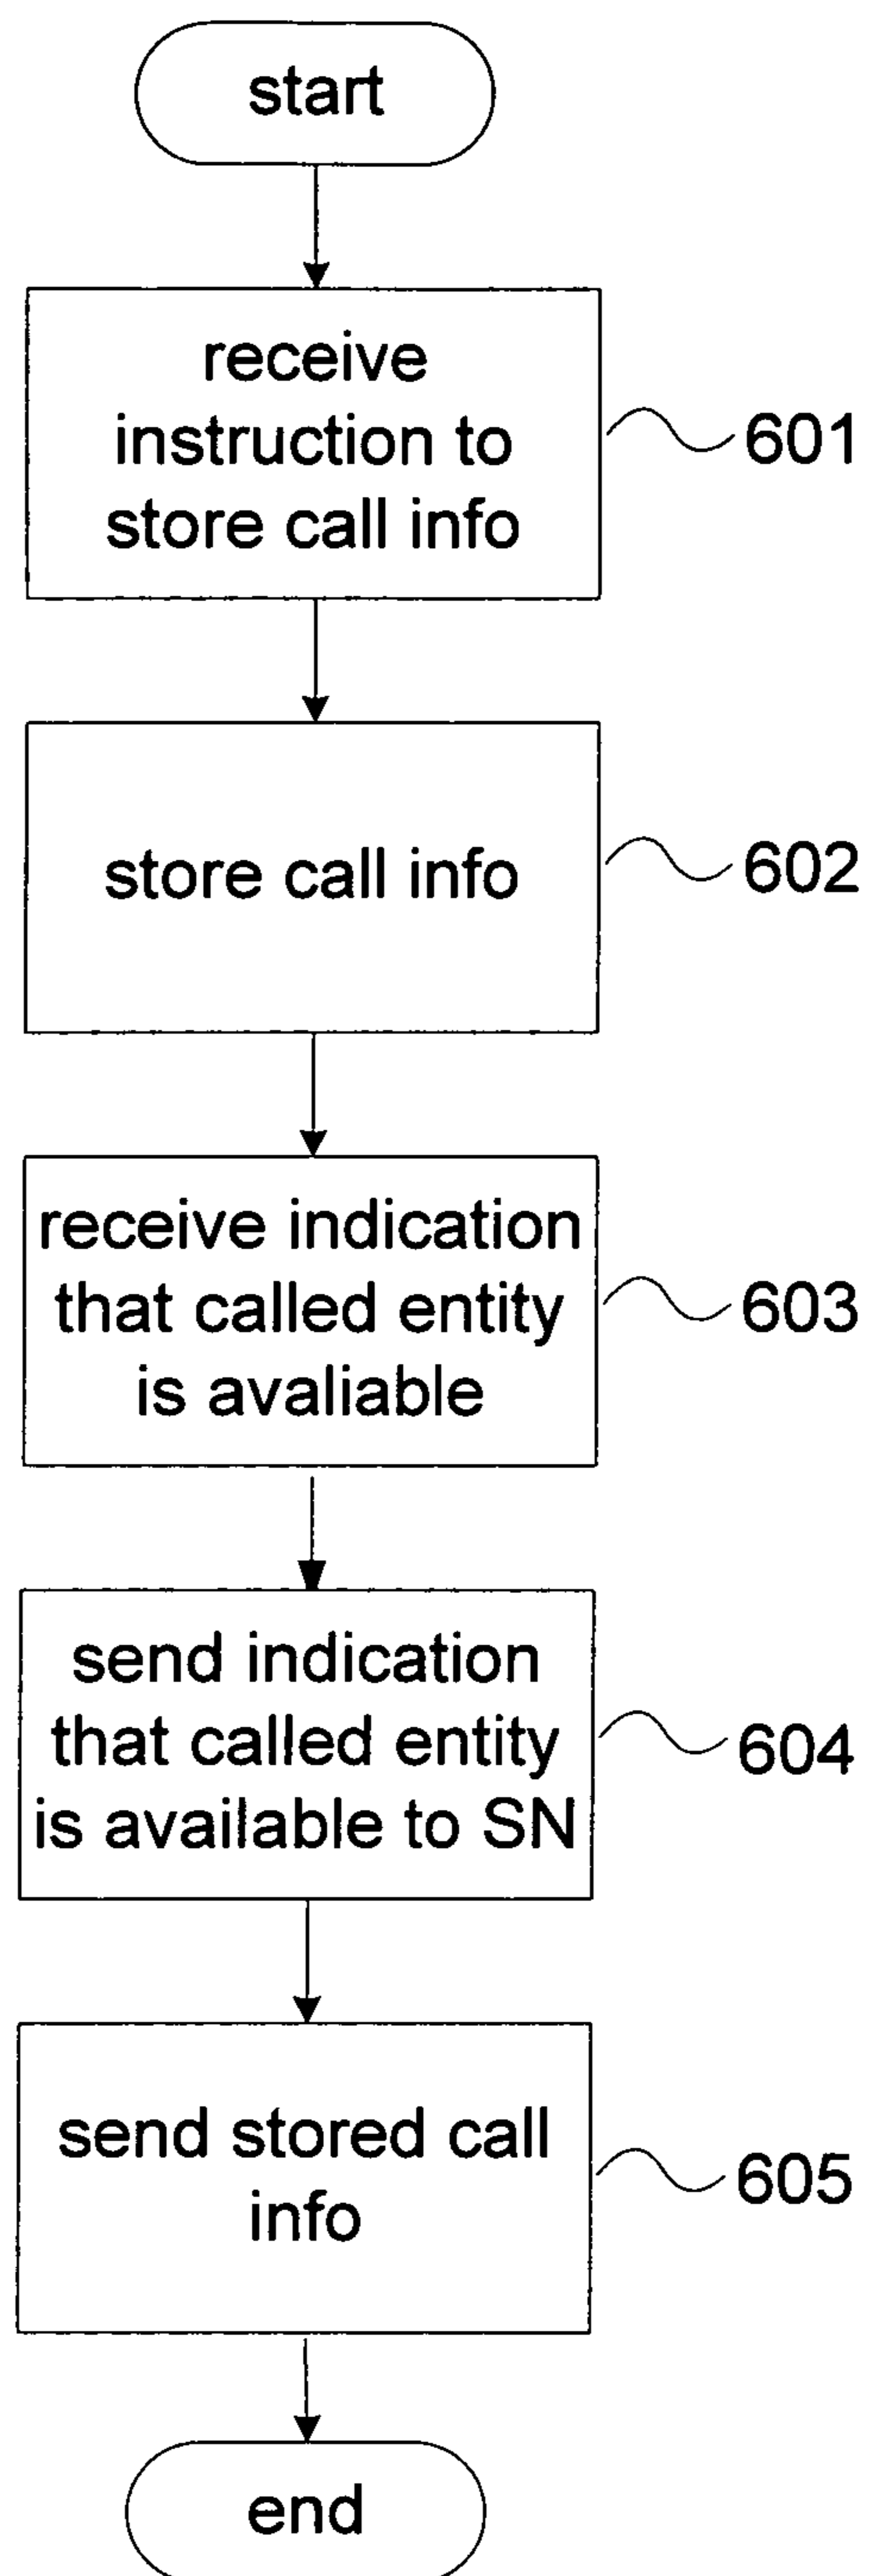 start
receive
instruction to
store call info
601
store call info
602
receive indication
that called entity
is avaliable
603
send indication
that called entity
is available to SN
604
send stored call
info
605
end